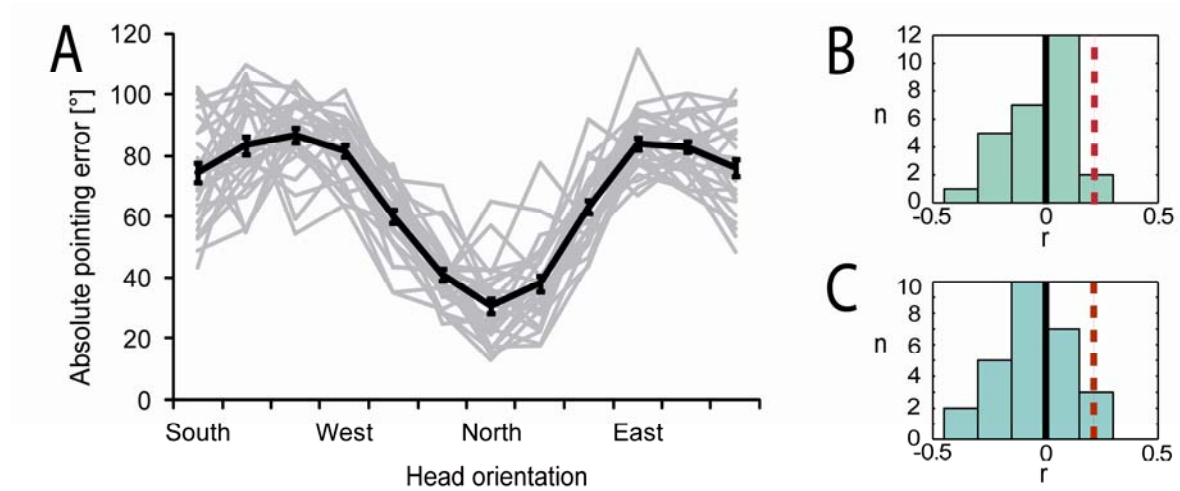 A
Absolute pointing error [°]
120
100
80
60
40
20
0
South West North East
Head orientation
B
n
12
10
8
6
4
2
0
-0.5 0 0.5
r
C
n
10
8
6
4
2
0
-0.5 0 0.5
r